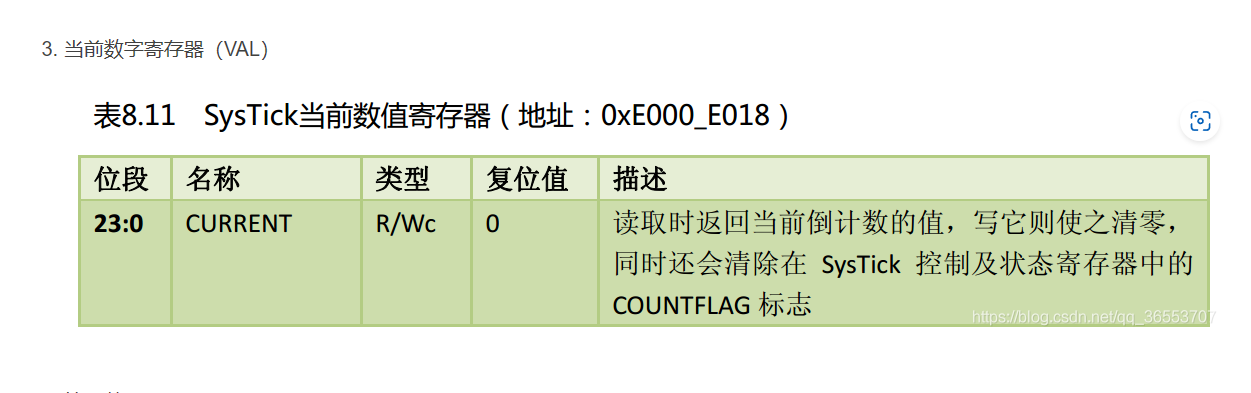 3. 当前数字寄存器（VAL）
表8.11 SysTick当前数值寄存器（地址：0xE000_E018）
位段 名称 类型 复位值 描述
23:0 CURRENT R/Wc 0 读取时返回当前倒计数的值，写它则使之清零，
同时还会清除在 SysTick 控制及状态寄存器中的
COUNTFLAG 标志
https://blog.csdn.net/qq_36553707